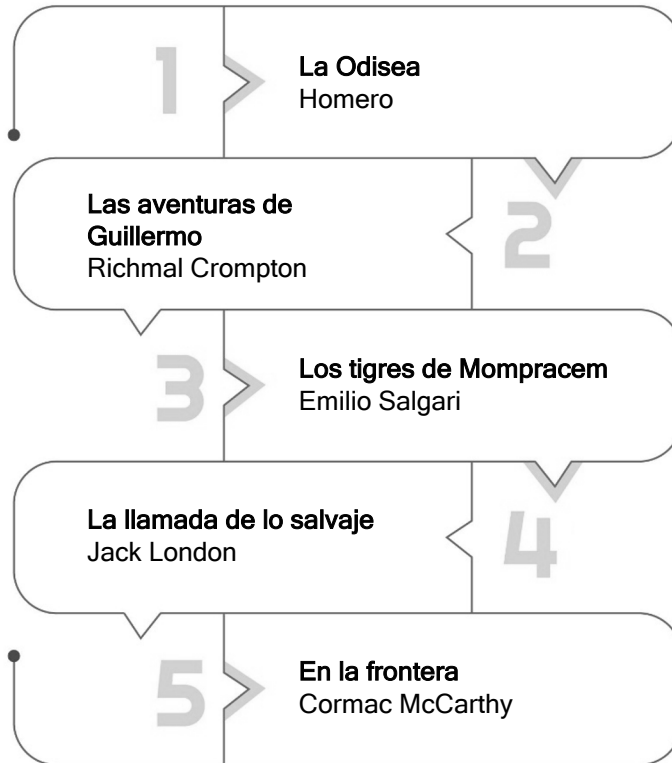 1
La Odisea
Homero
2
Las aventuras de
Guillermo
Richmal Crompton
3
Los tigres de Mompracem
Emilio Salgari
4
La llamada de lo salvaje
Jack London
5
En la frontera
Cormac McCarthy